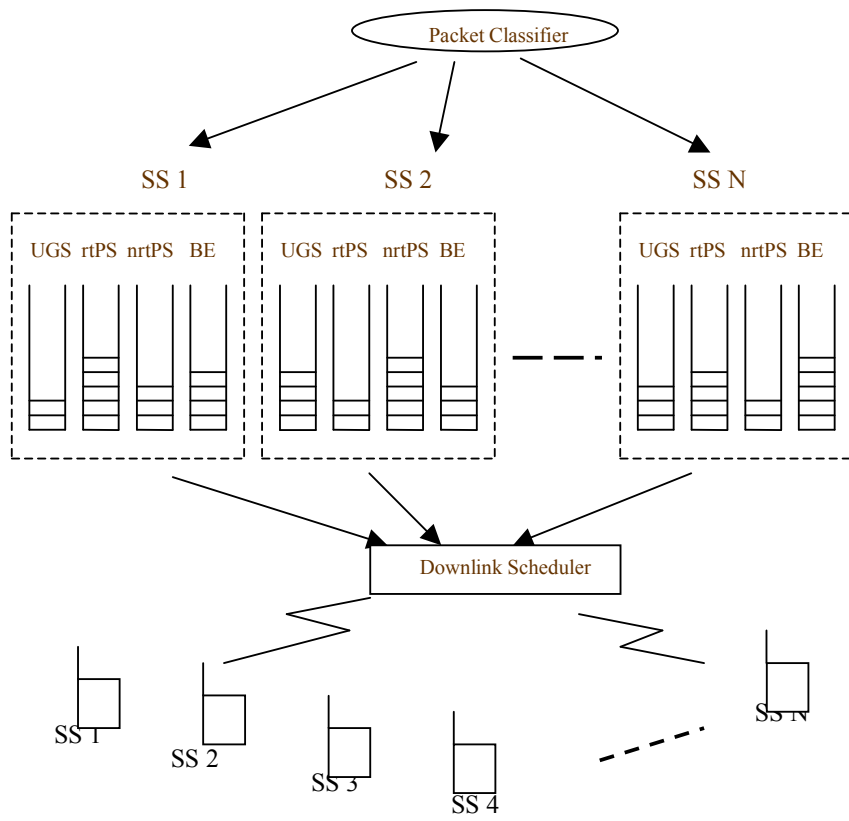 Packet Classifier
SS 1 SS 2 SS N
UGS rtPS nrtPS BE UGS rtPS nrtPS BE UGS rtPS nrtPS BE
Downlink Scheduler
SS 1
SS 2
SS 3
SS 4
SS N